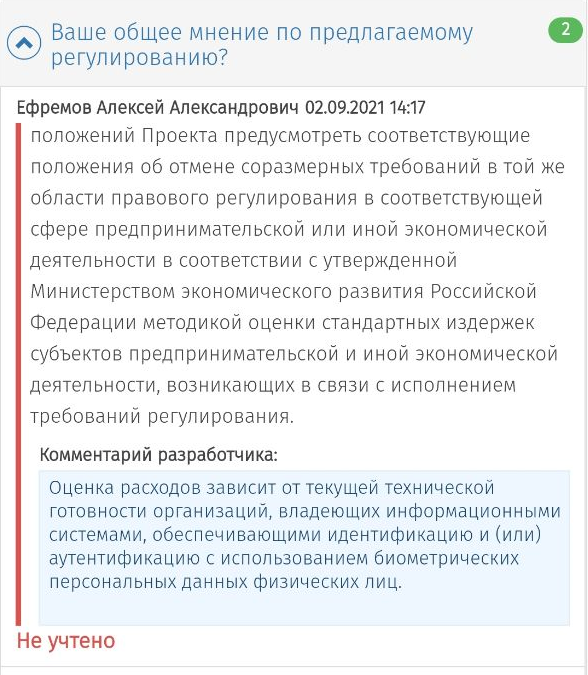 Ваше общее мнение по предлагаемому
регулированию?
2
Ефремов Алексей Александрович 02.09.2021 14:17
положений Проекта предусмотреть соответствующие
положения об отмене соразмерных требований в той же
области правового регулирования в соответствующей
сфере предпринимательской или иной экономической
деятельности в соответствии с утвержденной
Министерством экономического развития Российской
Федерации методикой оценки стандартных издержек
субъектов предпринимательской и иной экономической
деятельности, возникающих в связи с исполнением
требований регулирования.
Комментарий разработчика:
Оценка расходов зависит от текущей технической
готовности организаций, владеющих информационными
системами, обеспечивающими идентификацию и (или)
аутентификацию с использованием биометрических
персональных данных физических лиц.
Не учтено